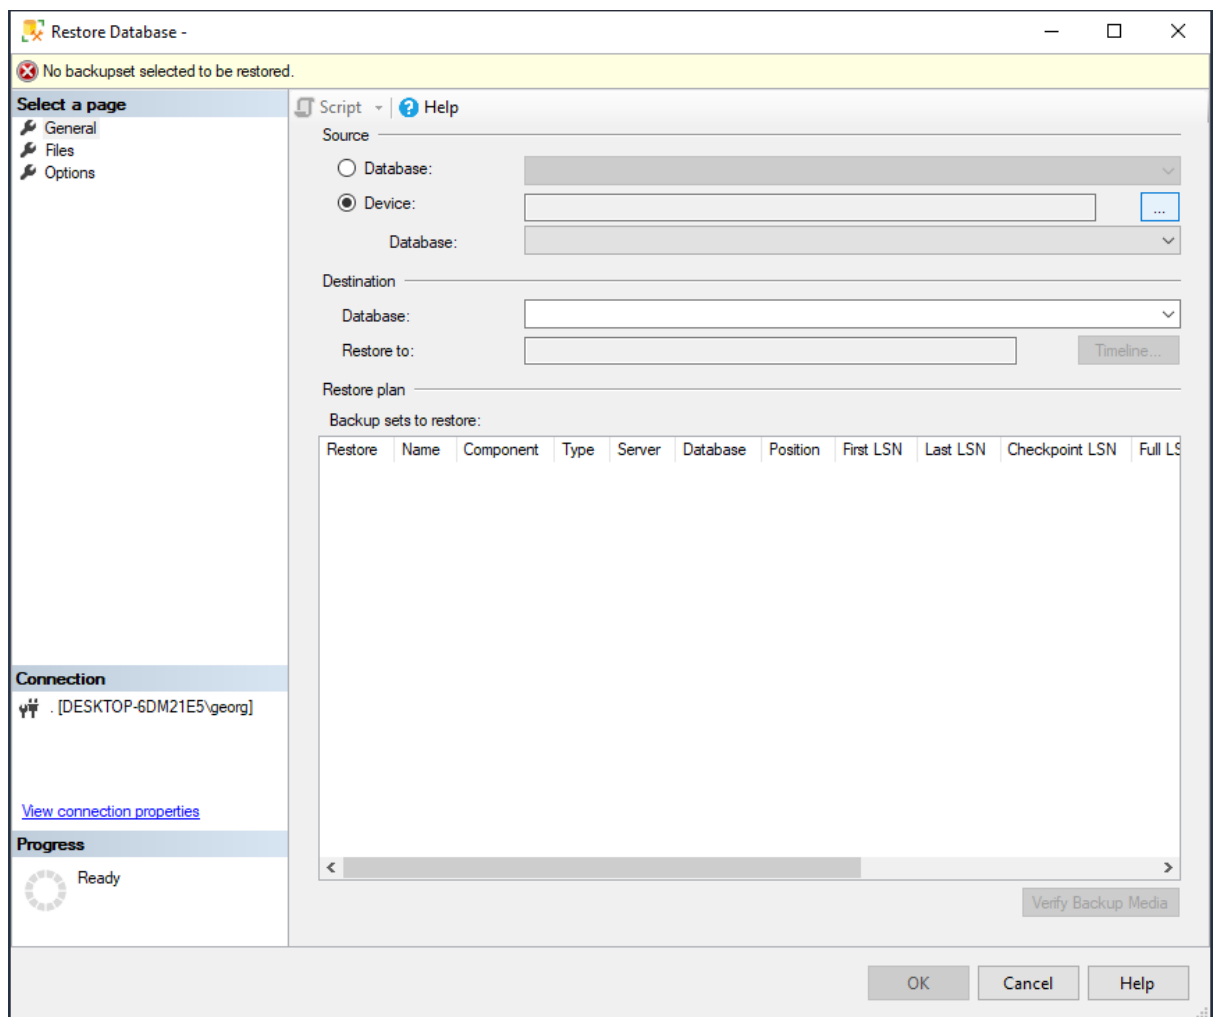 Restore Database -
No backupset selected to be restored.
Select a page
General
Files
Options
Script
Help
Source
Database:
Device:
...
Database:
Destination
Database:
Restore to:
Timeline...
Restore plan
Backup sets to restore:
Restore Name Component Type Server Database Position First LSN Last LSN Checkpoint LSN Full LS
Connection
. [DESKTOP-6DM21E5\georg]
View connection properties
Progress
Ready
Verify Backup Media
OK Cancel Help